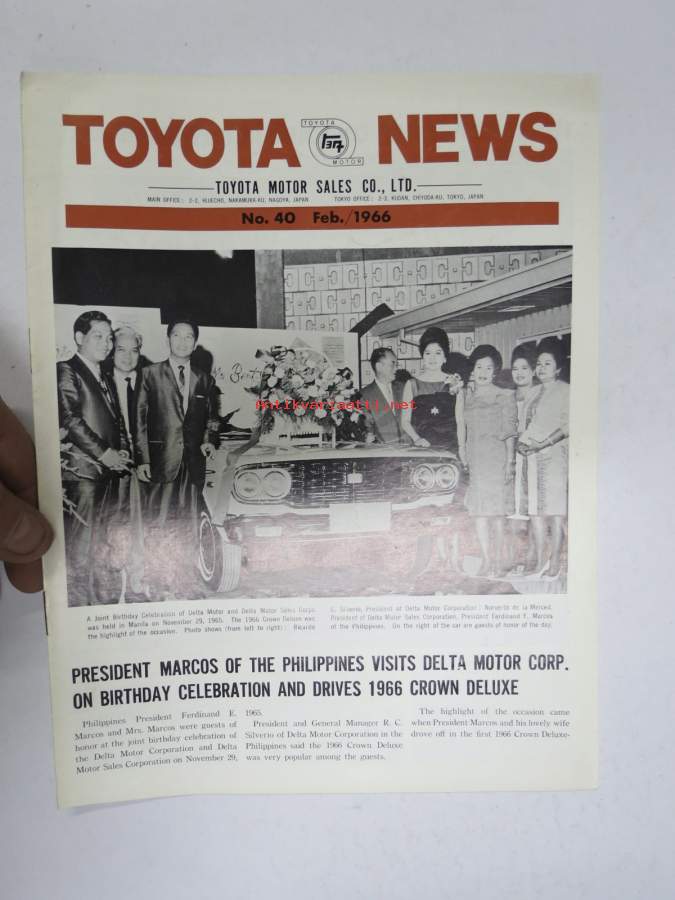 TOYOTA
TOYOTA
MOTOR
NEWS
TOYOTA MOTOR SALES CO., LTD.
MAIN OFFICE : 2-2, HIJIECHO, NAKAMURA-KU, NAGOYA, JAPAN TOKYO OFFICE : 2-3, KUDAN, CHIYODA-KU, TOKYO, JAPAN
No. 40 Feb./1966
Antikvariaatti.net
A Joint Birthday Celebration of Delta Motor and Delta Motor Sales Corps
was held in Manila on November 29, 1965. The 1966 Crown Deluxe was
the highlight of the occasion. Photo shows (from left to right): Ricardo
L. Silverio, President of Delta Motor Corporation; Norverto de la Merced,
President of Delta Motor Sales Corporation, President Ferdinand E. Marcos
of the Philippines. On the right of the car are guests of honor of the day.
PRESIDENT MARCOS OF THE PHILIPPINES VISITS DELTA MOTOR CORP.
ON BIRTHDAY CELEBRATION AND DRIVES 1966 CROWN DELUXE
Philippines President Ferdinand E.
Marcos and Mrs. Marcos were guests of
honor at the joint birthday celebration of
the Delta Motor Corporation and Delta
Motor Sales Corporation on November 29,
1965.
President and General Manager R. C.
Silverio of Delta Motor Corporation in the
Philippines said the 1966 Crown Deluxe
was very popular among the guests.
The highlight of the occasion came
when President Marcos and his lovely wife
drove off in the first 1966 Crown Deluxe-